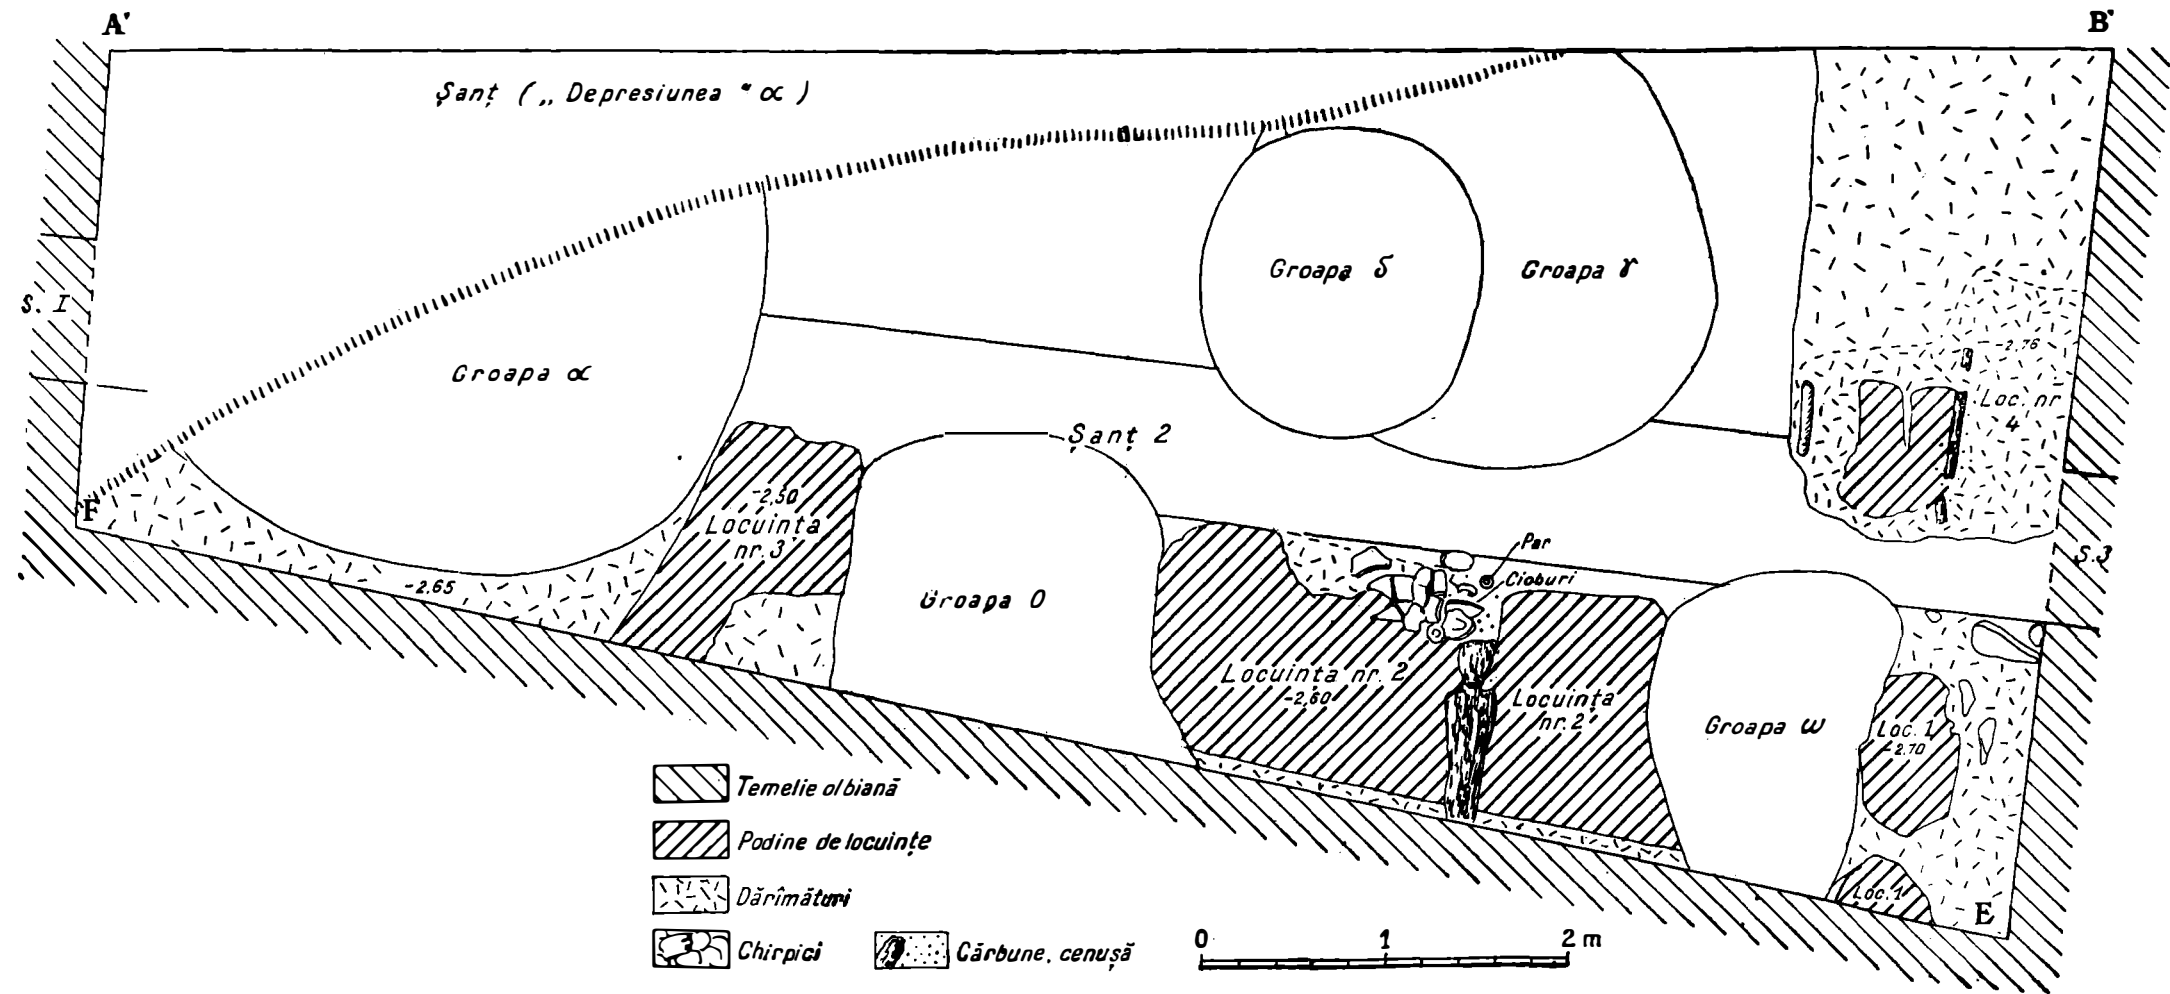 A' B'
Șanț („Depresiunea" α)
Groapa δ
Groapa γ
S. I
-2,76
Groapa α
Loc. nr
4
Șanț 2
-2,50
Locuința
nr. 3
F
Par
S.3
Cioburi
-2,65
Groapa O
Locuința nr. 2
-2,60
Locuința
nr. 2
Groapa ω
Loc. 1
-2,70
Loc. 1
E
Temelie olbiană
Podine de locuințe
Dărîmături
Chirpici
Cărbune, cenușă
0 1 2 m